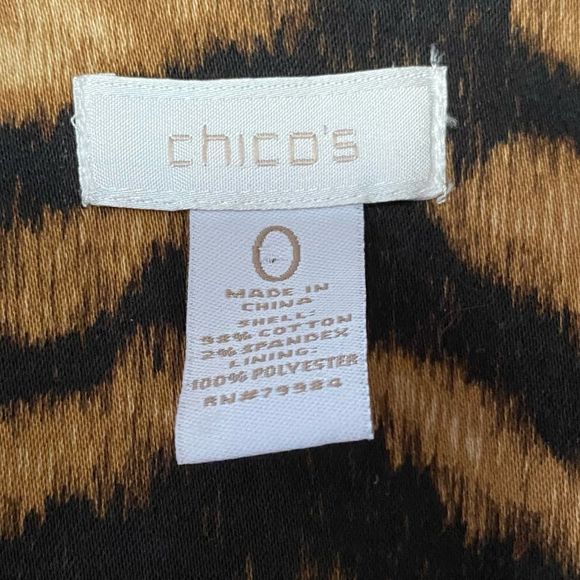 chico's
0
MADE IN
CHINA
SHELL:
98% COTTON
2% SPANDEX
LINING:
100% POLYESTER
RN#79984